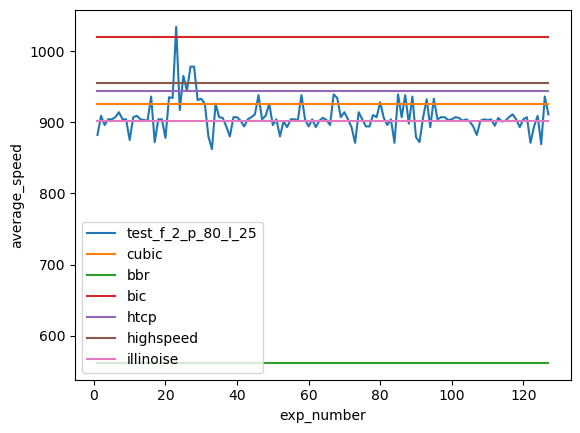 1000
900
800
700
600
average_speed
test_f_2_p_80_l_25
cubic
bbr
bic
htcp
highspeed
illinoise
0 20 40 60 80 100 120
exp_number